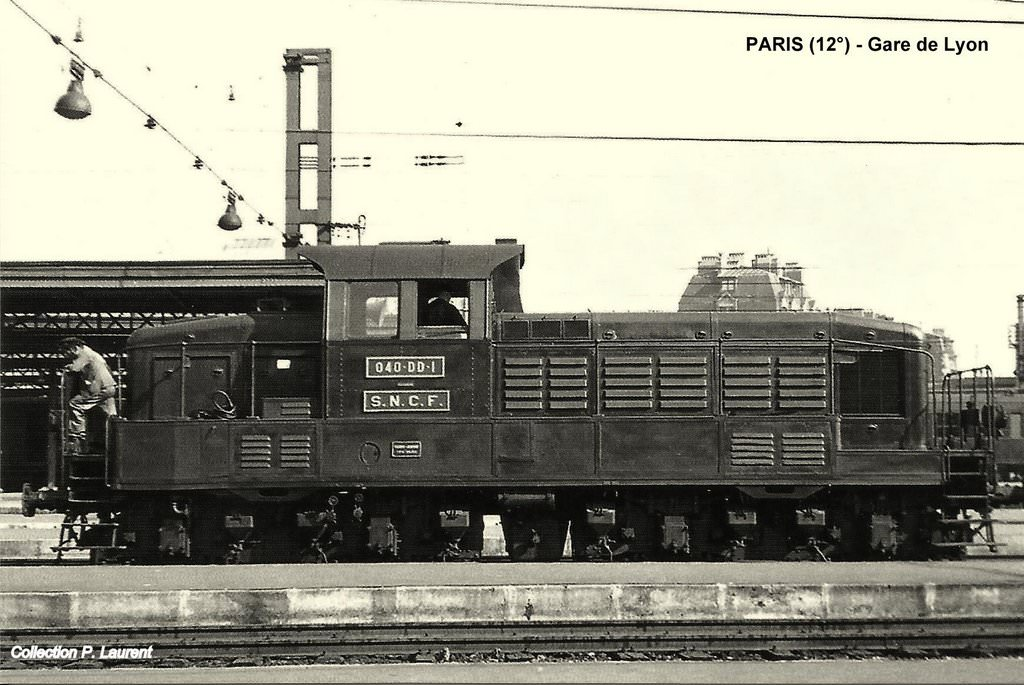 PARIS (12°) - Gare de Lyon
040-DD-1
S.N.C.F.
Collection P. Laurent